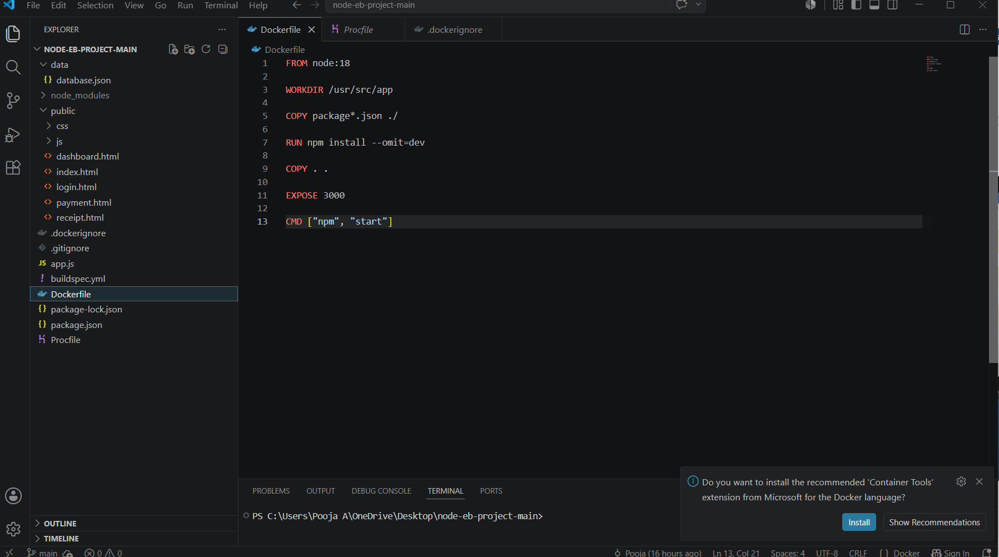 File Edit Selection View Go Run Terminal Help
node-eb-project-main
EXPLORER
NODE-EB-PROJECT-MAIN
data
{} database.json
node_modules
public
css
js
<> dashboard.html
<> index.html
<> login.html
<> payment.html
<> receipt.html
.dockerignore
.gitignore
JS app.js
! buildspec.yml
Dockerfile
{} package-lock.json
{} package.json
Procfile
OUTLINE
TIMELINE
Dockerfile Procfile .dockerignore
Dockerfile
1 FROM node:18
2
3 WORKDIR /usr/src/app
4
5 COPY package*.json ./
6
7 RUN npm install --omit=dev
8
9 COPY . .
10
11 EXPOSE 3000
12
13 CMD ["npm", "start"]
PROBLEMS OUTPUT DEBUG CONSOLE TERMINAL PORTS
PS C:\Users\Pooja A\OneDrive\Desktop\node-eb-project-main>
Do you want to install the recommended 'Container Tools'
extension from Microsoft for the Docker language?
Install Show Recommendations
main 0 0 Pooja (16 hours ago) Ln 13, Col 21 Spaces: 4 UTF-8 CRLF {} Docker Sign In